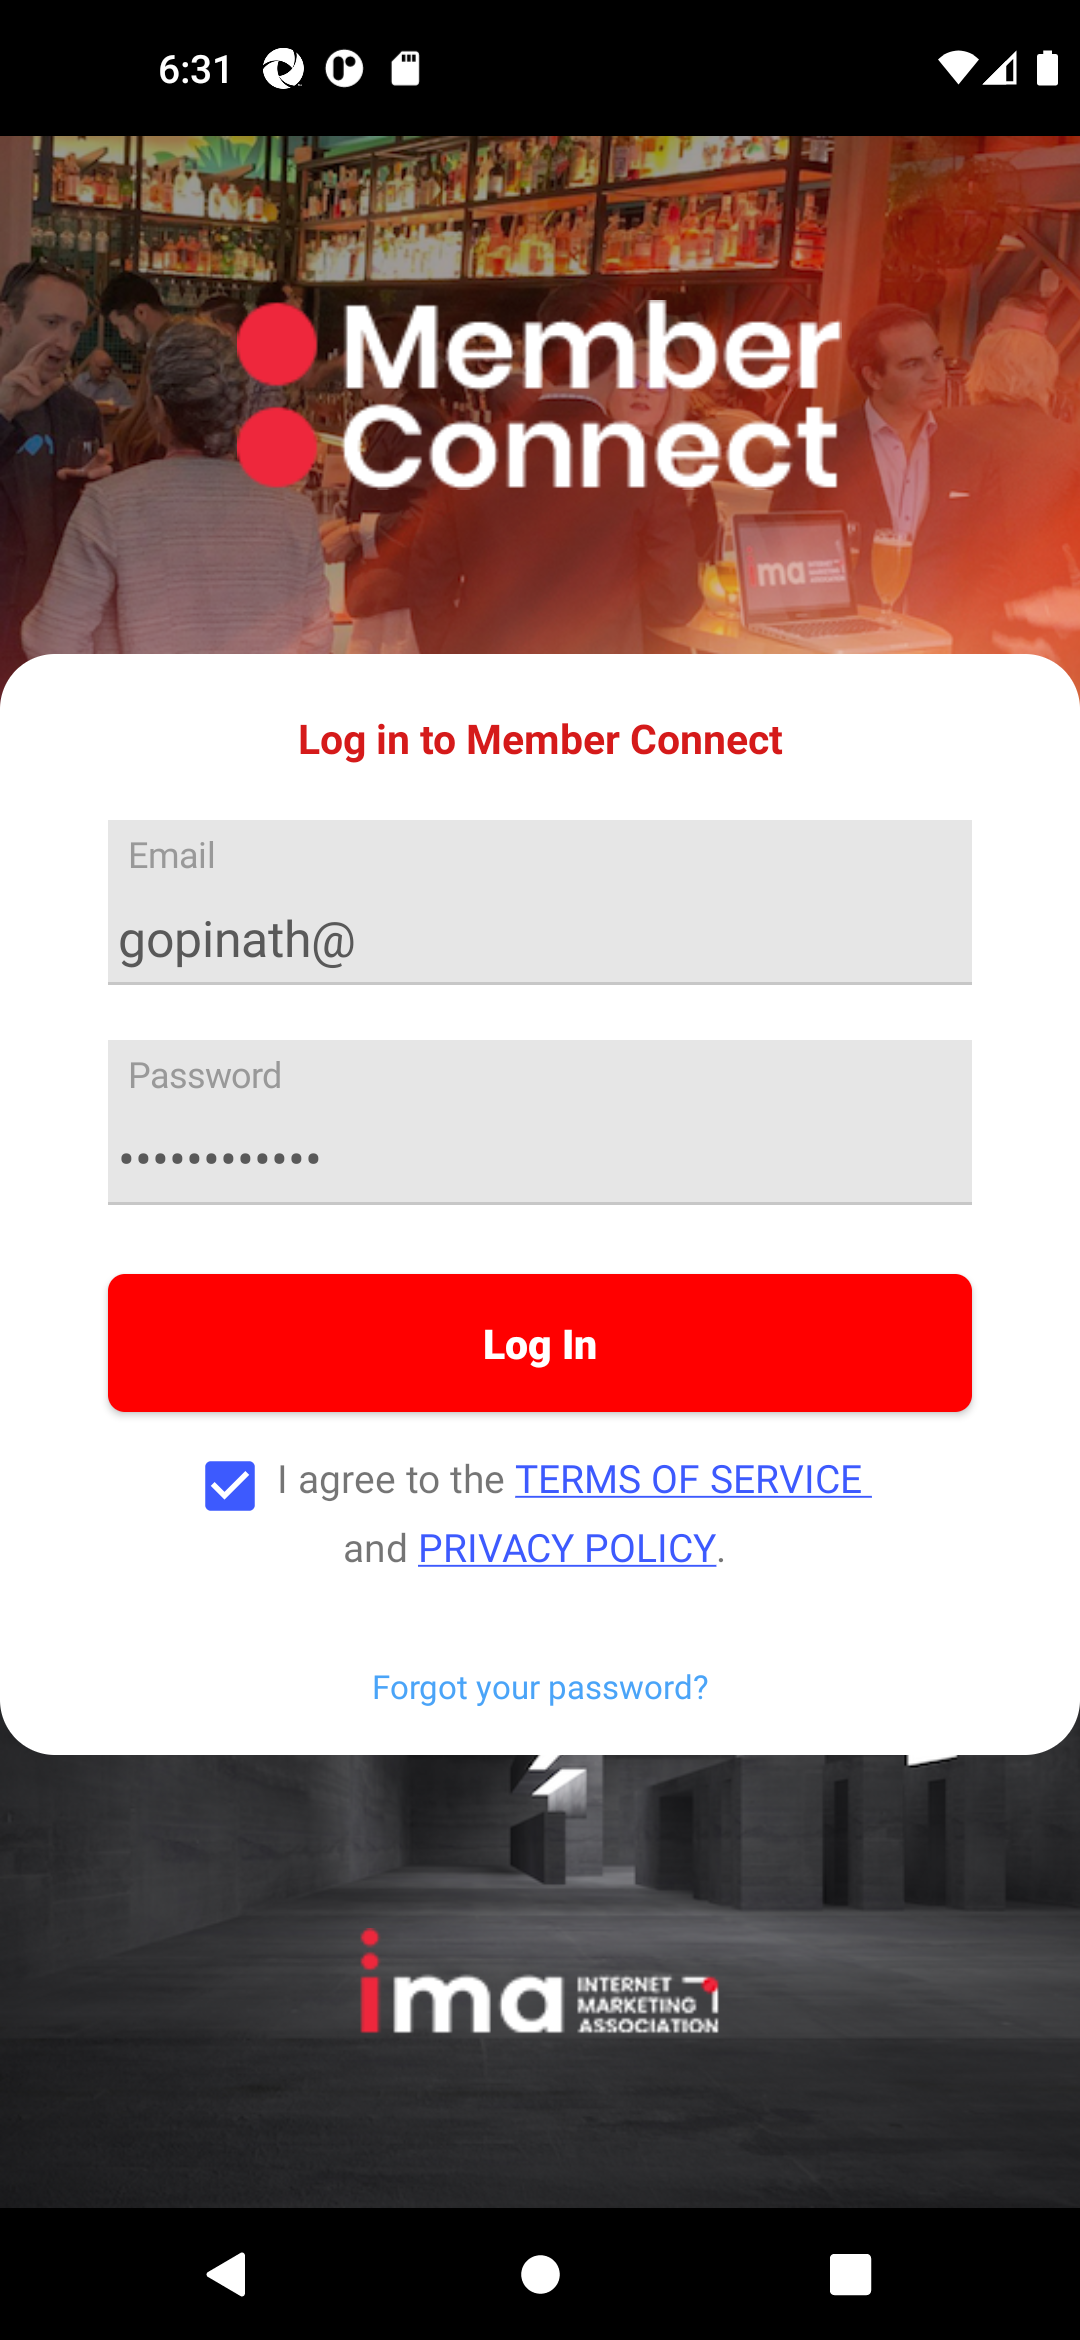 6:31
Member
Connect
ima
Log in to Member Connect
Email
gopinath@
Password
••••••••••••
Log In
I agree to the TERMS OF SERVICE
and PRIVACY POLICY.
Forgot your password?
ima INTERNET
MARKETING
ASSOCIATION